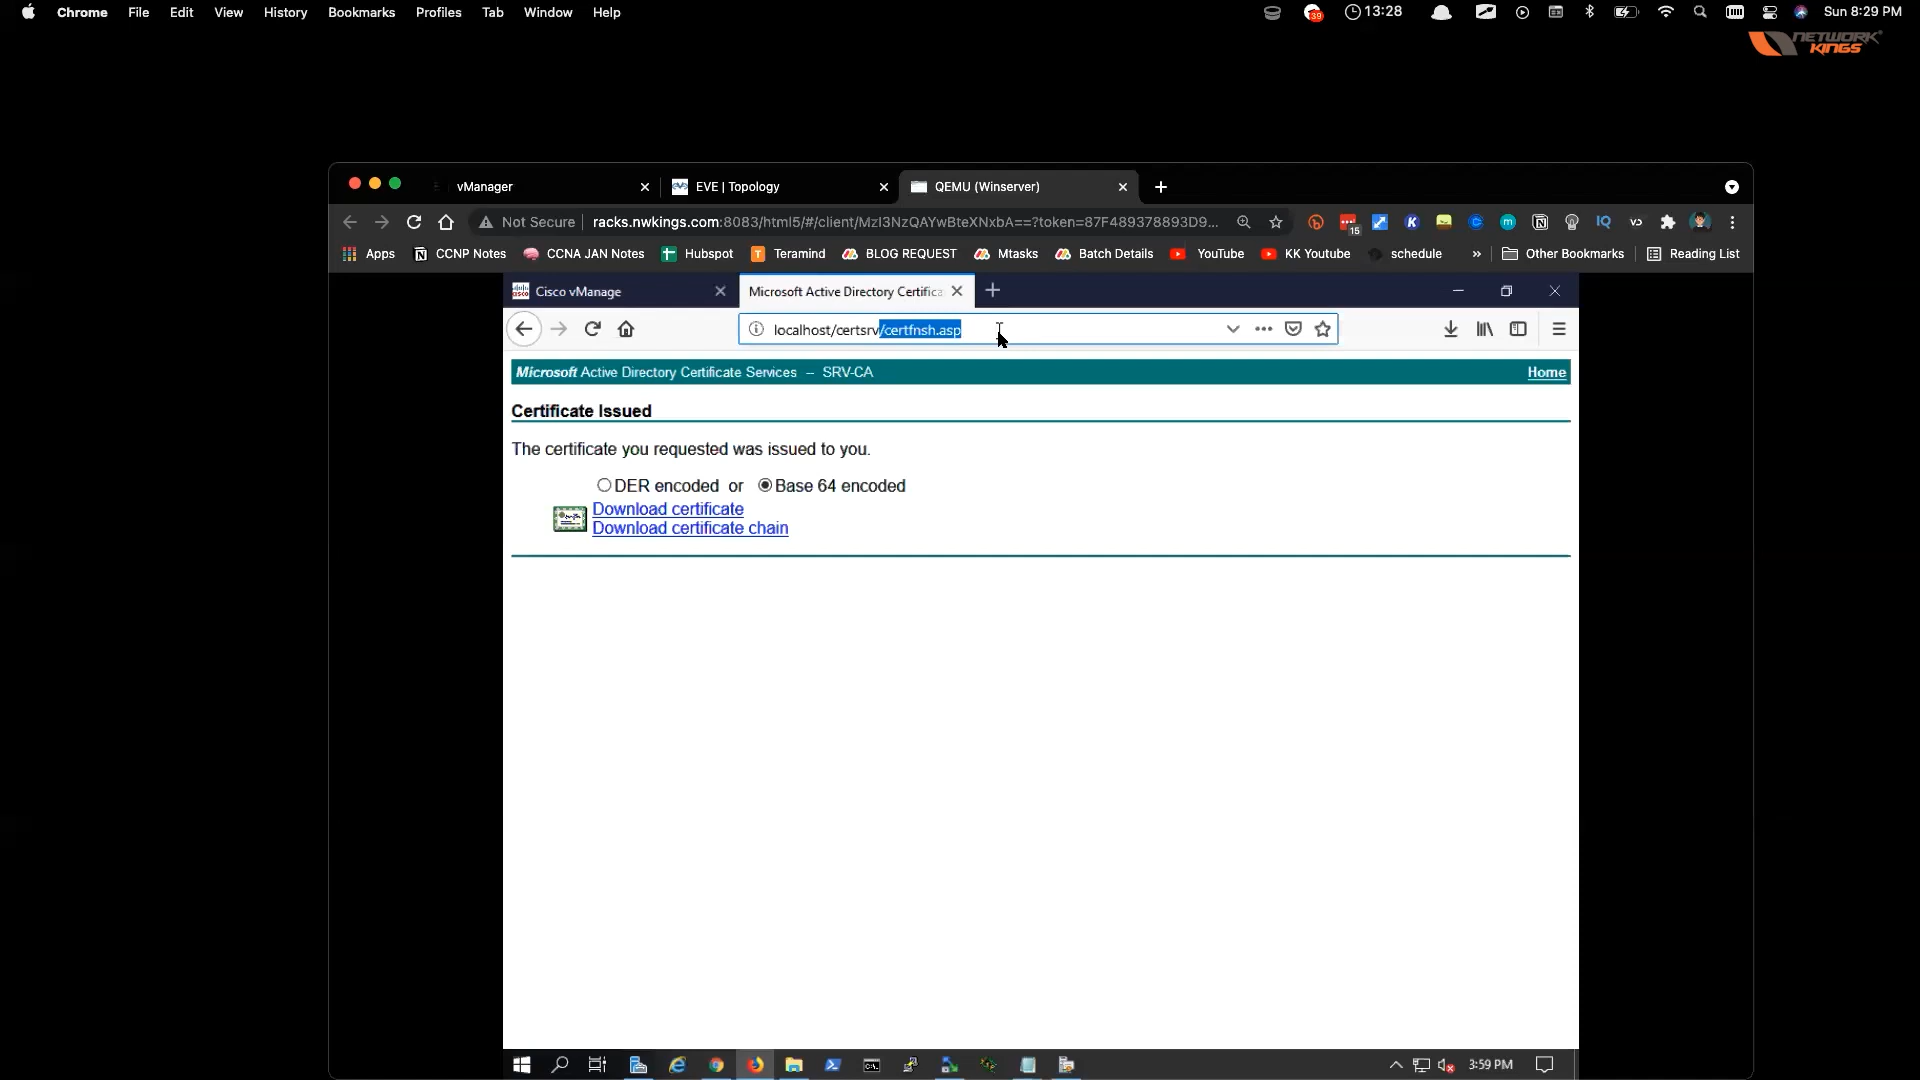 Chrome File Edit View History Bookmarks Profiles Tab Window Help 39 13:28 Sun 8:29 PM
NETWORK
KINGS
vManager EVE | Topology QEMU (Winserver)
Not Secure racks.nwkings.com:8083/html5/#/client/MzI3NzQAYwBteXNxbA==?token=87F489378893D9... 15
Apps CCNP Notes CCNA JAN Notes Hubspot Teramind BLOG REQUEST Mtasks Batch Details YouTube KK Youtube schedule » Other Bookmarks Reading List
Cisco vManage Microsoft Active Directory Certifica
localhost/certsrv/certfnsh.asp
Microsoft Active Directory Certificate Services -- SRV-CA Home
Certificate Issued
The certificate you requested was issued to you.
DER encoded or Base 64 encoded
Download certificate
Download certificate chain
3:59 PM